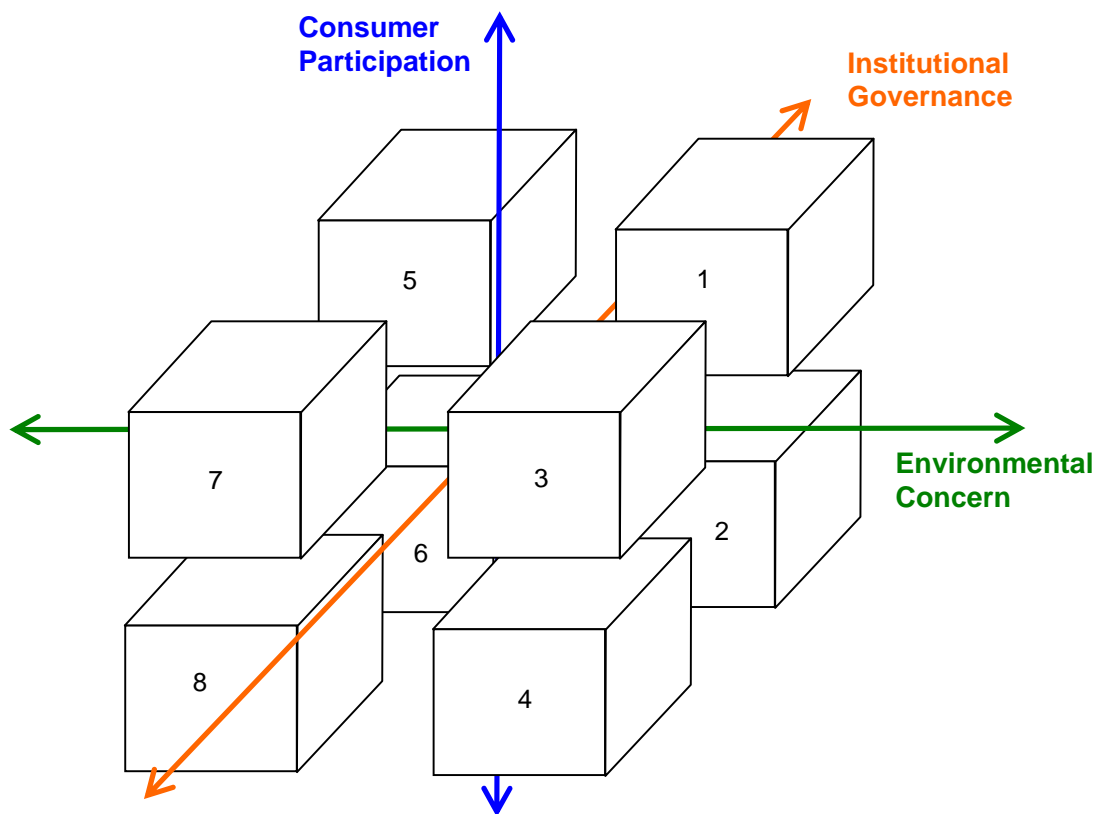 Consumer
Participation
Institutional
Governance
5
1
7
3
Environmental
Concern
2
6
8
4